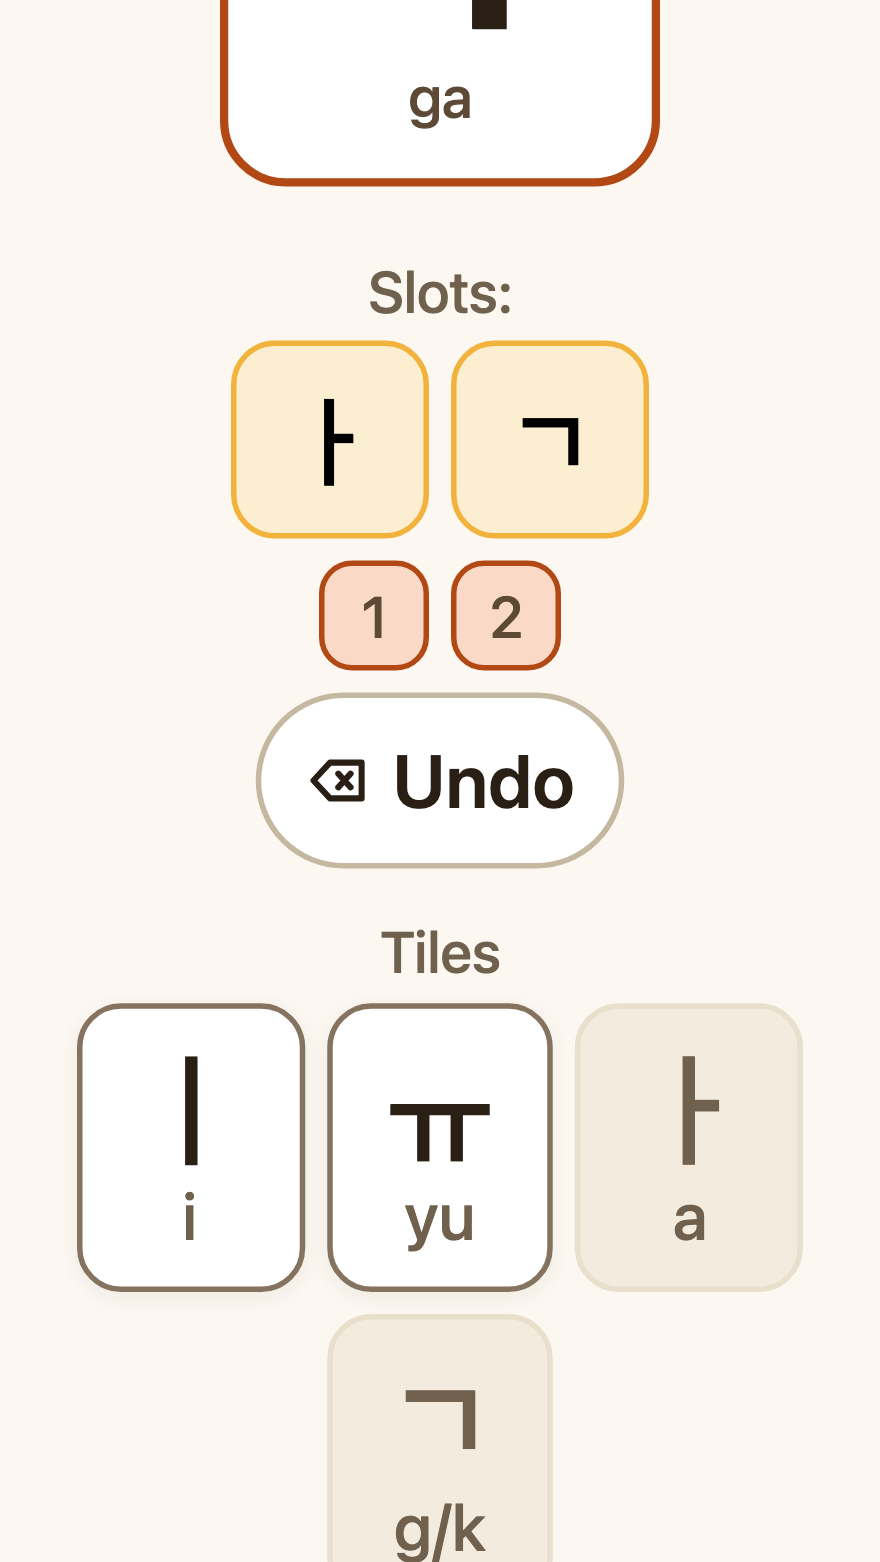 ga
Slots:
ㅏ ㄱ
1 2
Undo
Tiles
ㅣ ㅠ ㅏ
i yu a
ㄱ
g/k